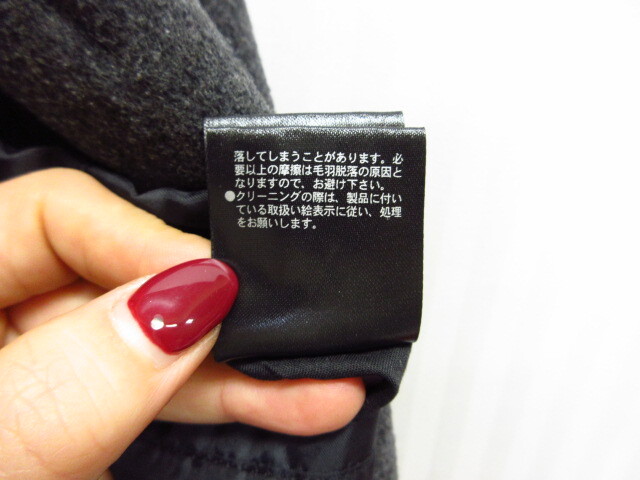 落してしまうことがあります。必
要以上の摩擦は毛羽脱落の原因と
なりますので、お避け下さい。
●クリーニングの際は、製品に付い
ている取扱い絵表示に従い、処理
をお願いします。